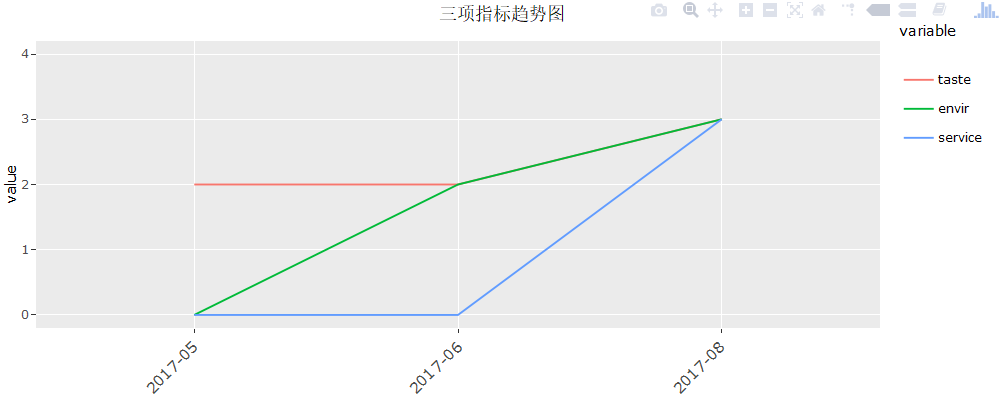 三项指标趋势图
variable
taste
envir
service
value
4
3
2
1
0
2017-05
2017-06
2017-08